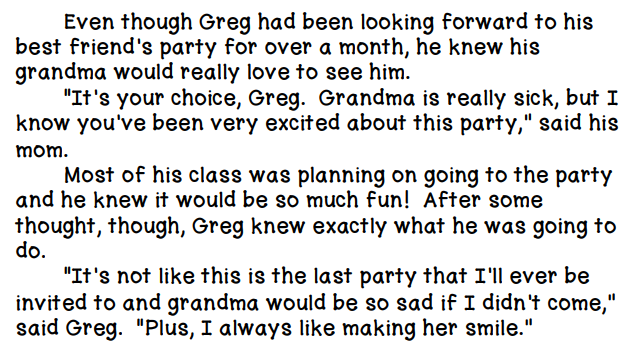 Even though Greg had been looking forward to his
best friend's party for over a month, he knew his
grandma would really love to see him.
"It's your choice, Greg.  Grandma is really sick, but I
know you've been very excited about this party," said his
mom.
Most of his class was planning on going to the party
and he knew it would be so much fun!  After some
thought, though, Greg knew exactly what he was going to
do.
"It's not like this is the last party that I'll ever be
invited to and grandma would be so sad if I didn't come,"
said Greg.  "Plus, I always like making her smile."